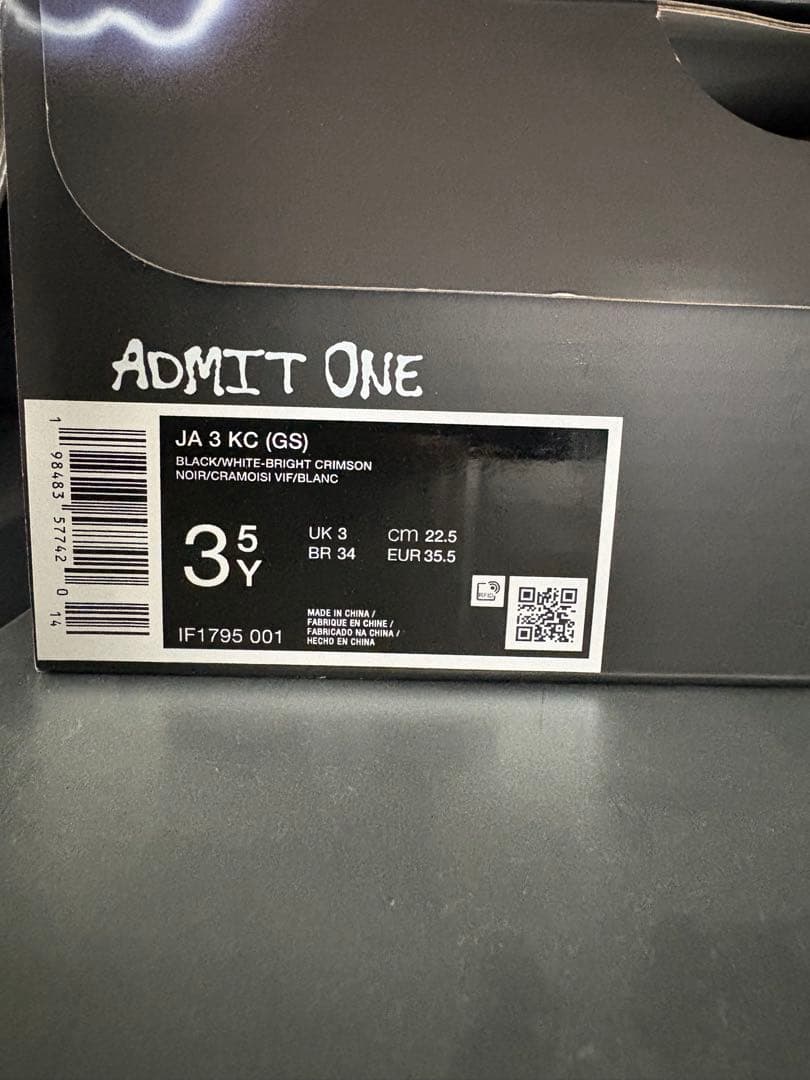 ADMIT ONE
JA 3 KC (GS)
BLACK/WHITE-BRIGHT CRIMSON
NOIR/CRAMOISI VIF/BLANC
3 5 Y
UK 3 cm 22.5
BR 34 EUR 35.5
IF1795 001
MADE IN CHINA /
FABRIQUE EN CHINE /
FABRICADO NA CHINA /
HECHO EN CHINA
RFID
1 98483 57742 0 14